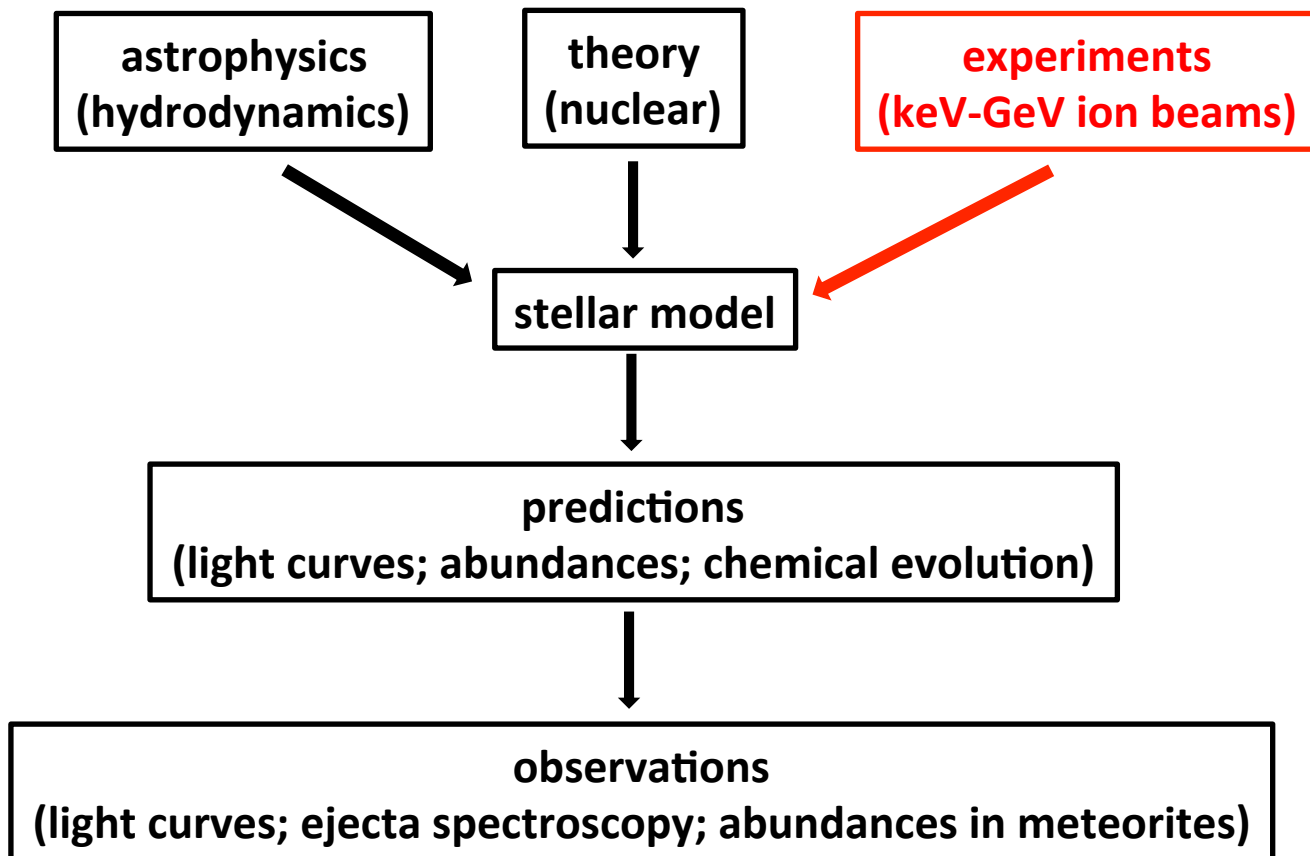 astrophysics
(hydrodynamics)
theory
(nuclear)
experiments
(keV-GeV ion beams)
stellar model
predictions
(light curves; abundances; chemical evolution)
observations
(light curves; ejecta spectroscopy; abundances in meteorites)